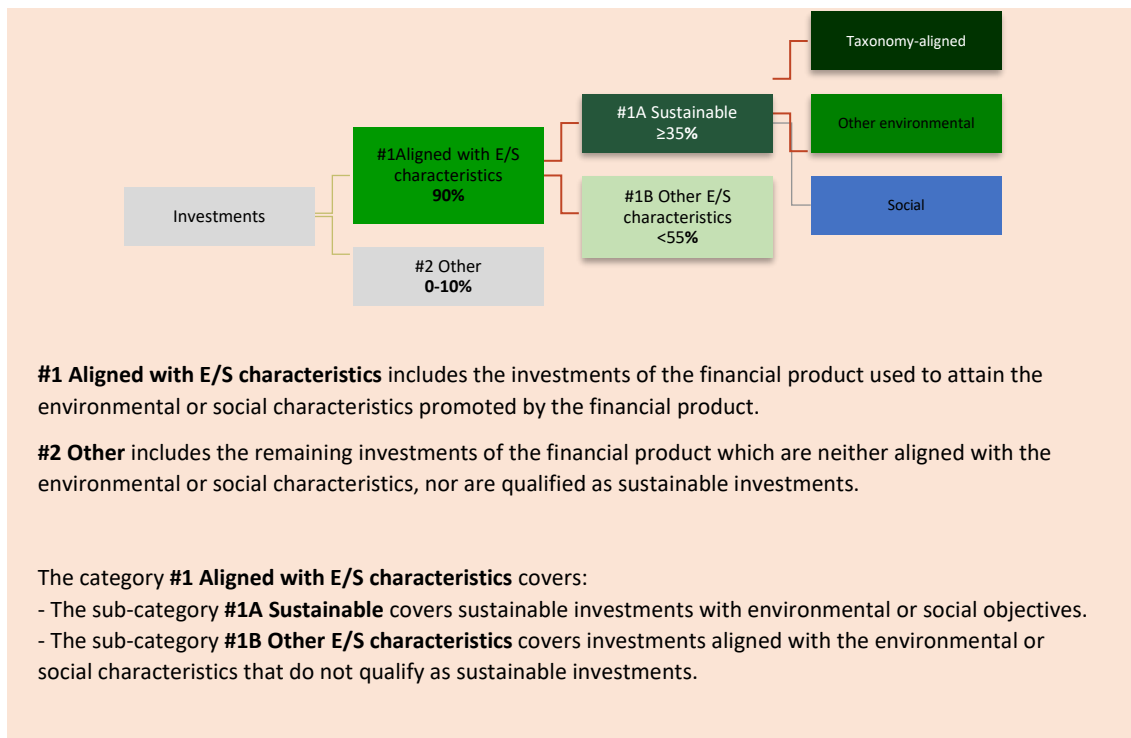 Taxonomy-aligned
#1A Sustainable
≥35%
Other environmental
#1Aligned with E/S
characteristics
90%
#1B Other E/S
characteristics
<55%
Social
Investments
#2 Other
0-10%
#1 Aligned with E/S characteristics includes the investments of the financial product used to attain the
environmental or social characteristics promoted by the financial product.
#2 Other includes the remaining investments of the financial product which are neither aligned with the
environmental or social characteristics, nor are qualified as sustainable investments.
The category #1 Aligned with E/S characteristics covers:
- The sub-category #1A Sustainable covers sustainable investments with environmental or social objectives.
- The sub-category #1B Other E/S characteristics covers investments aligned with the environmental or
social characteristics that do not qualify as sustainable investments.